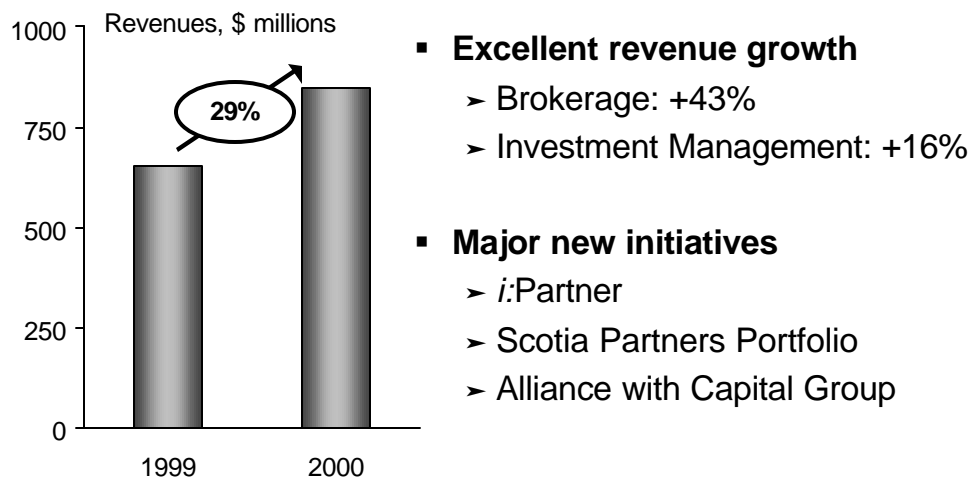 Revenues, $ millions
1000
750
500
250
0
29%
1999
2000
▪ Excellent revenue growth
➢ Brokerage: +43%
➢ Investment Management: +16%
▪ Major new initiatives
➢ i:Partner
➢ Scotia Partners Portfolio
➢ Alliance with Capital Group